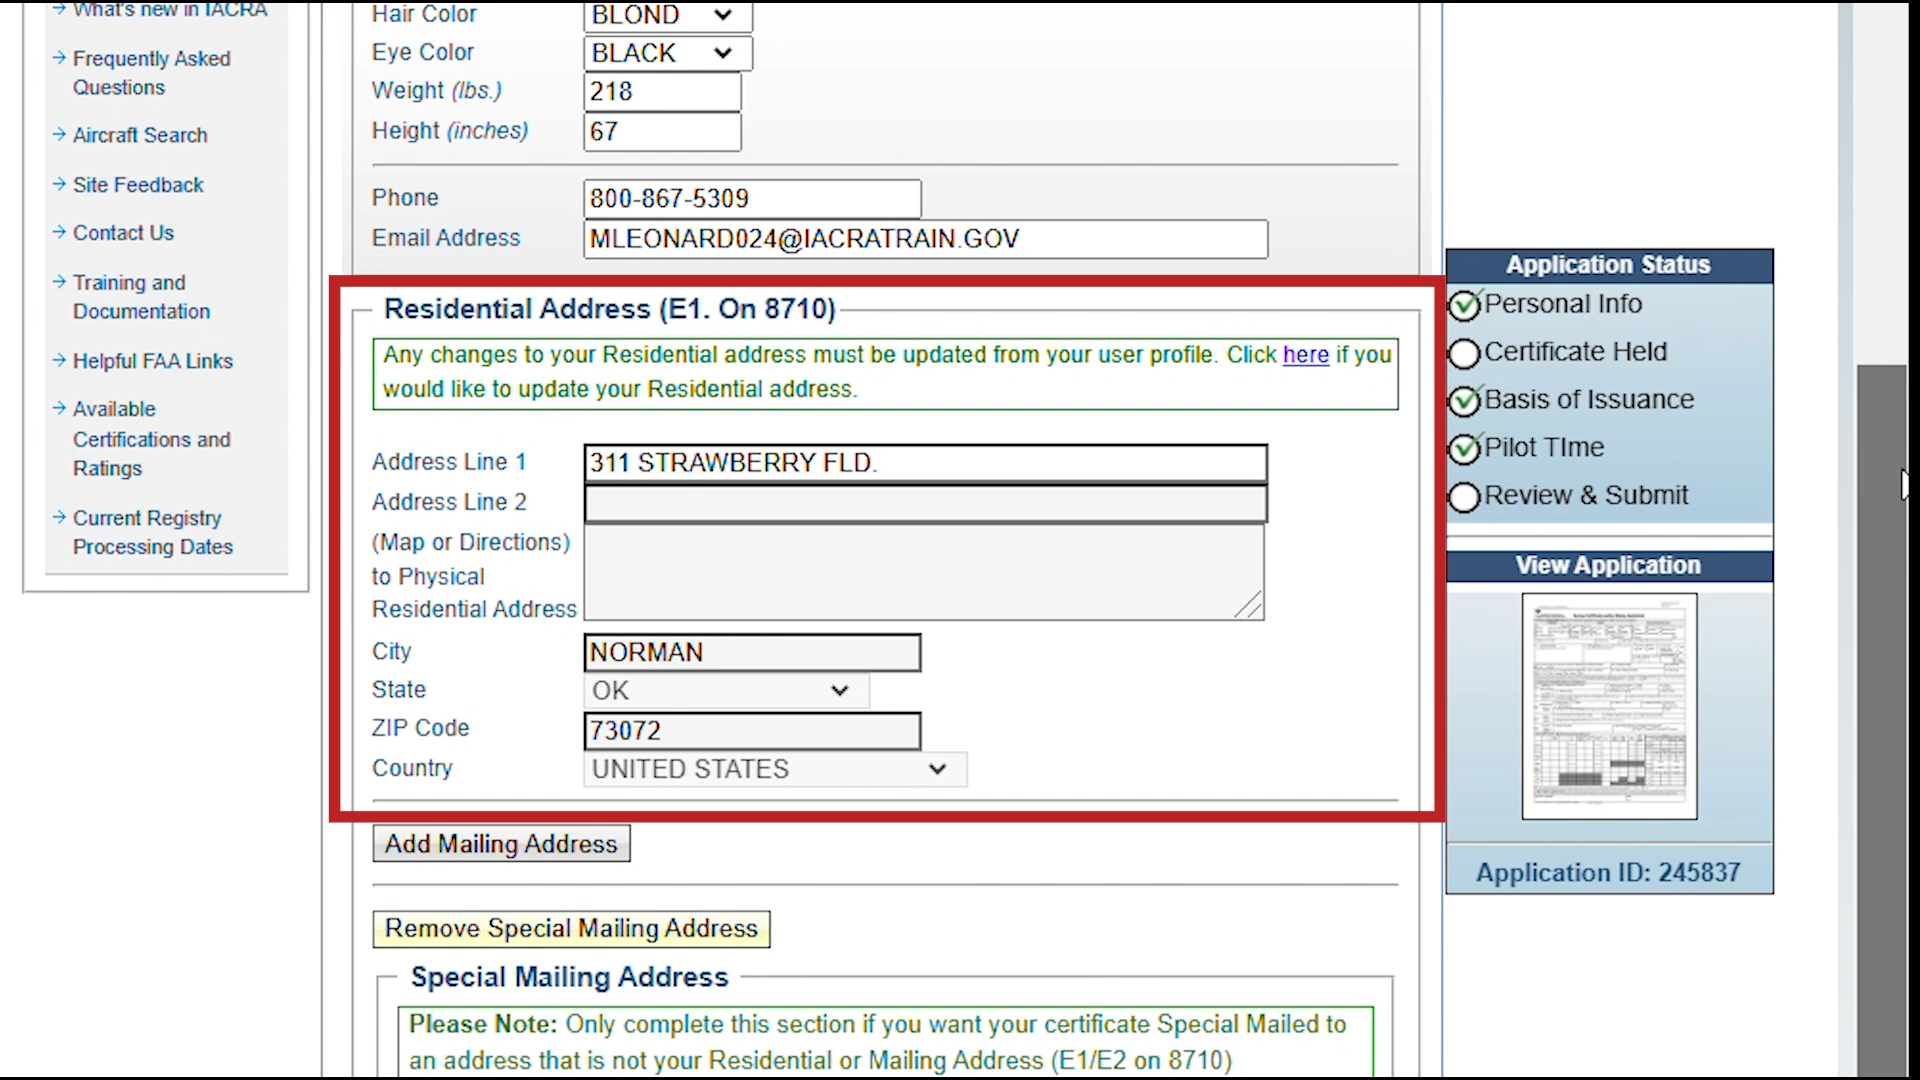 What's new in IACRA
Frequently Asked
Questions
Aircraft Search
Site Feedback
Contact Us
Training and
Documentation
Helpful FAA Links
Available
Certifications and
Ratings
Current Registry
Processing Dates
Hair Color BLOND
Eye Color BLACK
Weight (lbs.) 218
Height (inches) 67
Phone 800-867-5309
Email Address MLEONARD024@IACRATRAIN.GOV
Residential Address (E1. On 8710)
Any changes to your Residential address must be updated from your user profile. Click here if you
would like to update your Residential address.
Address Line 1 311 STRAWBERRY FLD.
Address Line 2
(Map or Directions)
to Physical
Residential Address
City NORMAN
State OK
ZIP Code 73072
Country UNITED STATES
Add Mailing Address
Remove Special Mailing Address
Special Mailing Address
Please Note: Only complete this section if you want your certificate Special Mailed to
an address that is not your Residential or Mailing Address (E1/E2 on 8710)
Application Status
Personal Info
Certificate Held
Basis of Issuance
Pilot TIme
Review & Submit
View Application
Application ID: 245837